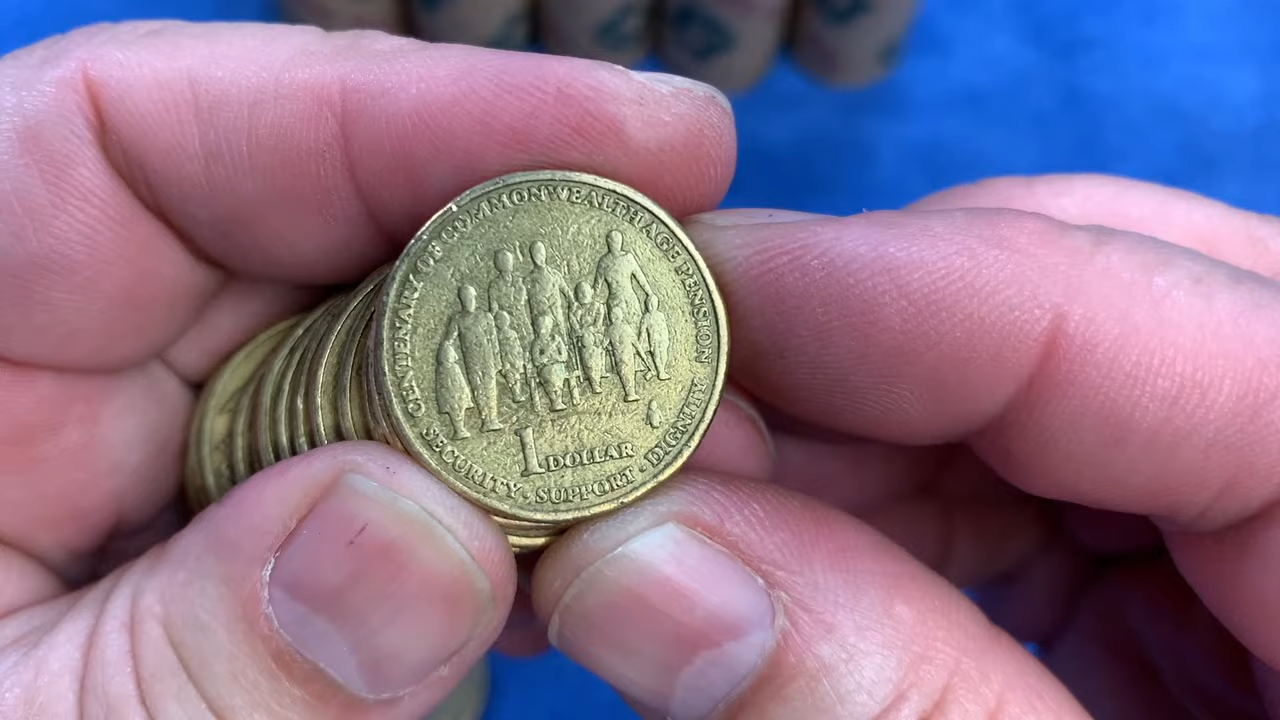 CENTENARY OF COMMONWEALTH AGE PENSION
1 DOLLAR
SECURITY · SUPPORT · DIGNITY